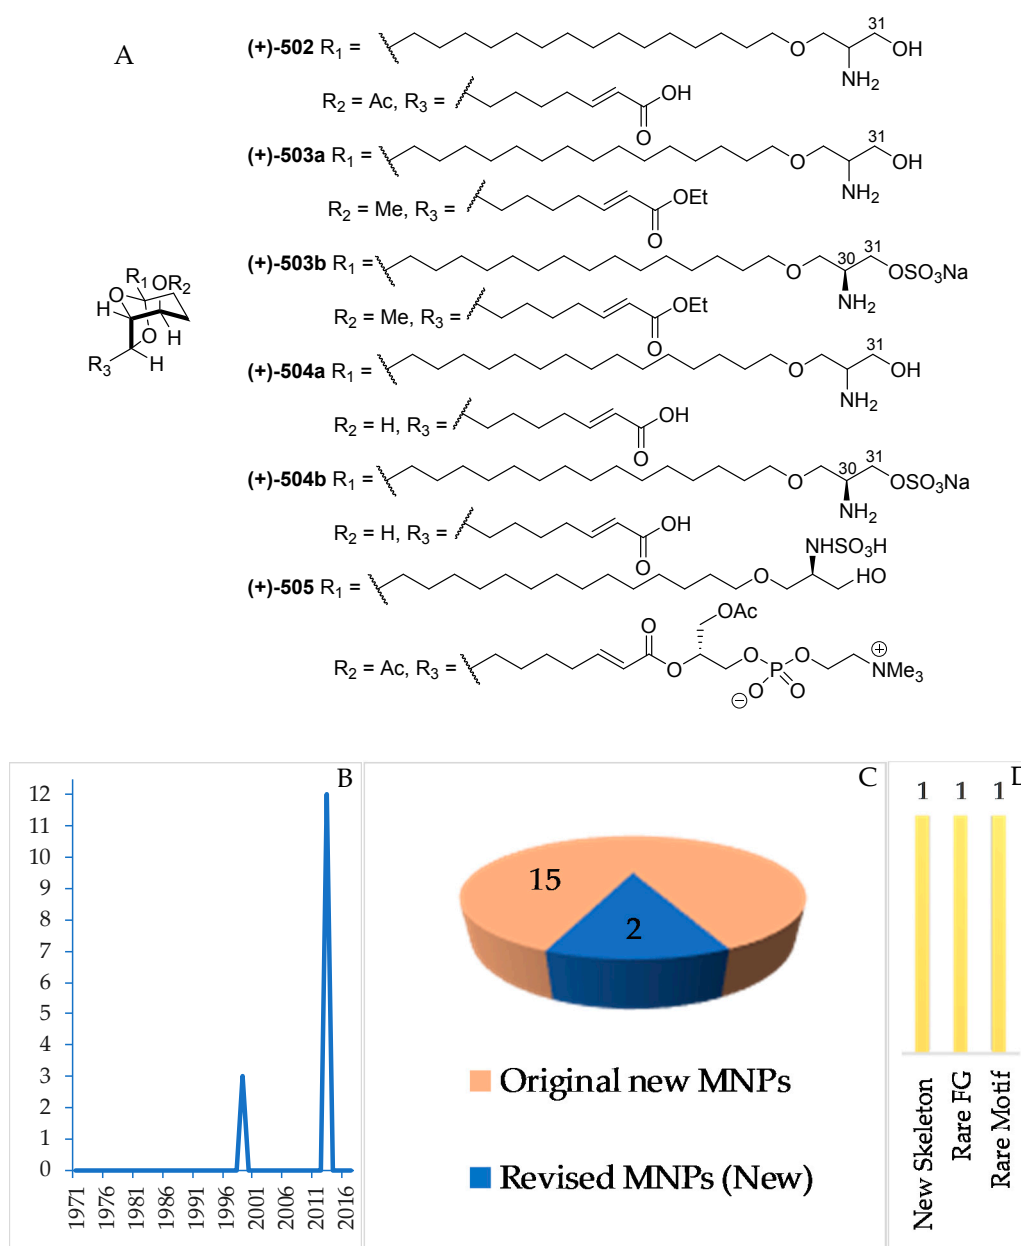 A
(+)-502 R1 =
O
31
OH
NH2
R2 = Ac, R3 =
OH
O
(+)-503a R1 =
O
31
OH
NH2
R2 = Me, R3 =
OEt
O
(+)-503b R1 =
O
30
31
OSO3Na
NH2
R2 = Me, R3 =
OEt
O
R1
OR2
O
H
O
H
R3
H
(+)-504a R1 =
O
31
OH
NH2
R2 = H, R3 =
OH
O
(+)-504b R1 =
O
30
31
OSO3Na
NH2
R2 = H, R3 =
OH
O
(+)-505 R1 =
O
NHSO3H
HO
R2 = Ac, R3 =
O
O
OAc
O
P
O
⊖O
O
⊕
NMe3
B
12
11
10
9
8
7
6
5
4
3
2
1
0
1971
1976
1981
1986
1991
1996
2001
2006
2011
2016
C
15
2
Original new MNPs
Revised MNPs (New)
D
1 1 1
New Skeleton
Rare FG
Rare Motif